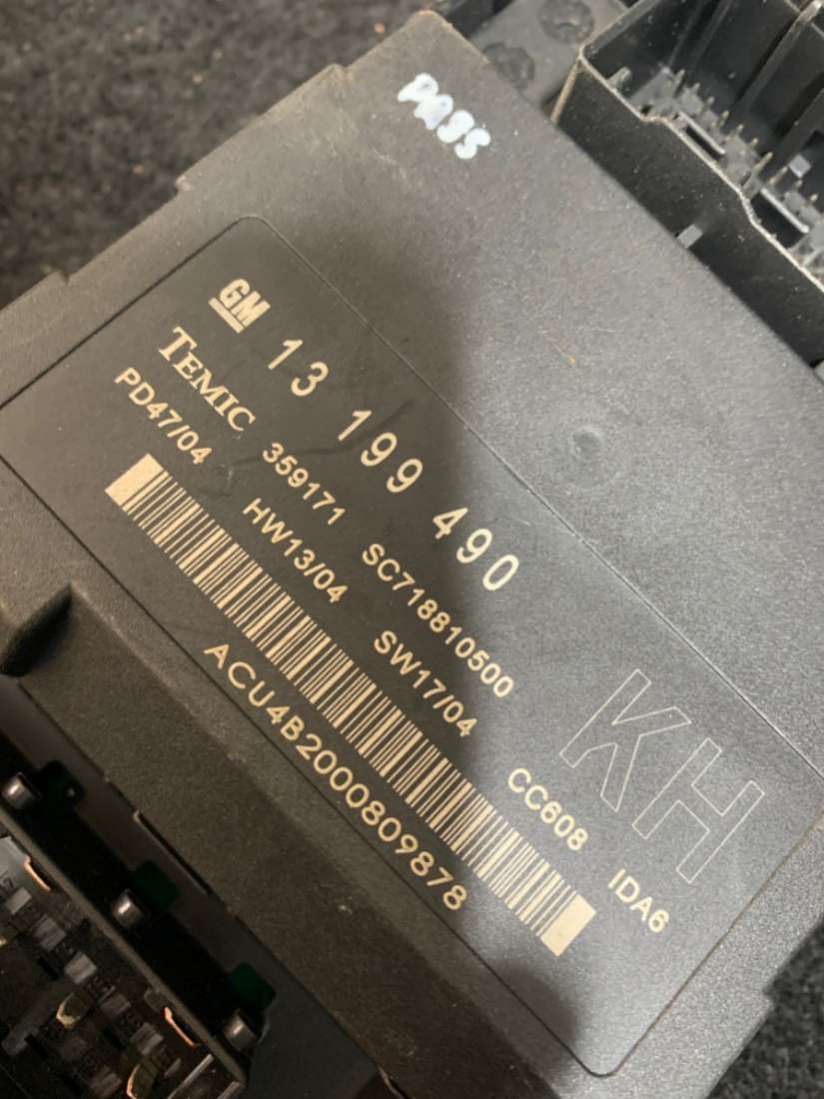 PASS
GM 13 199 490
TEMIC 359171 SC718810500
PD47/04 HW13/04 SW17/04 CC608 IDA6
KH
ACU4B2000809878